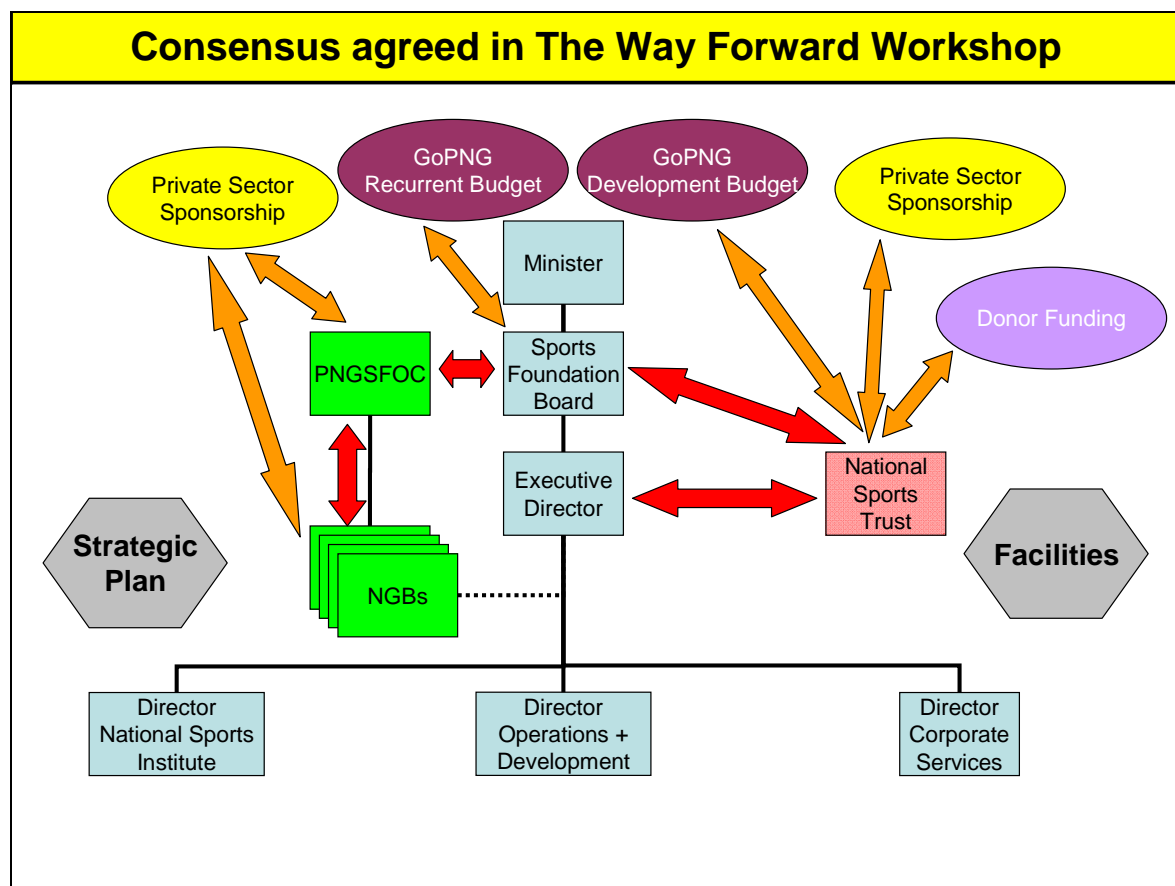 Consensus agreed in The Way Forward Workshop
Private Sector
Sponsorship
GoPNG
Recurrent Budget
GoPNG
Development Budget
Private Sector
Sponsorship
Minister
Donor Funding
PNGSFOC
Sports
Foundation
Board
Executive
Director
National
Sports
Trust
Strategic
Plan
Facilities
NGBs
Director
National Sports
Institute
Director
Operations +
Development
Director
Corporate
Services